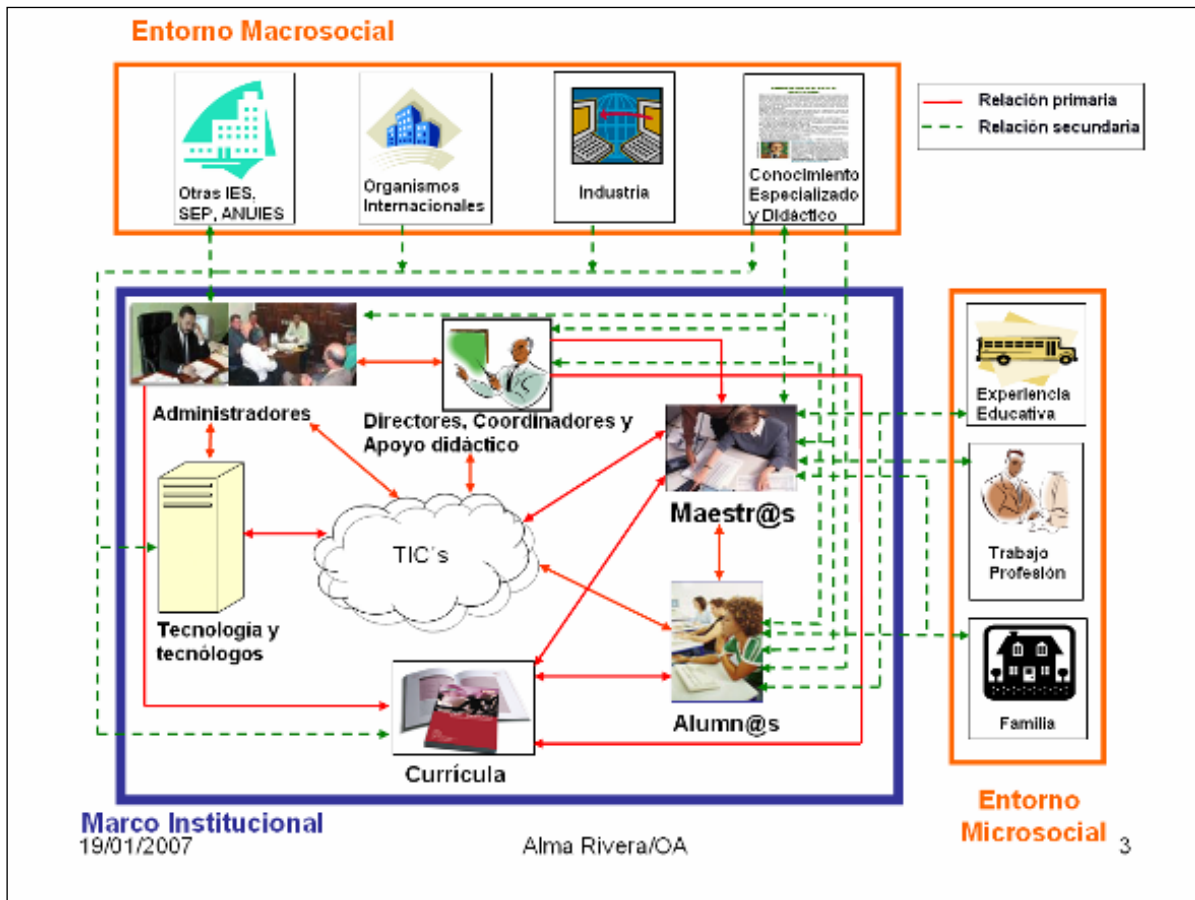 Entorno Macrosocial
Otras IES,
SEP, ANUIES
Organismos
Internacionales
Industria
Conocimiento
Especializado
y Didáctico
Relación primaria
Relación secundaria
Administradores
Directores, Coordinadores y
Apoyo didáctico
Maestr@s
TIC´s
Tecnología y
tecnólogos
Alumn@s
Currícula
Experiencia
Educativa
Trabajo
Profesión
Familia
Marco Institucional
Entorno
Microsocial
19/01/2007
Alma Rivera/OA
3